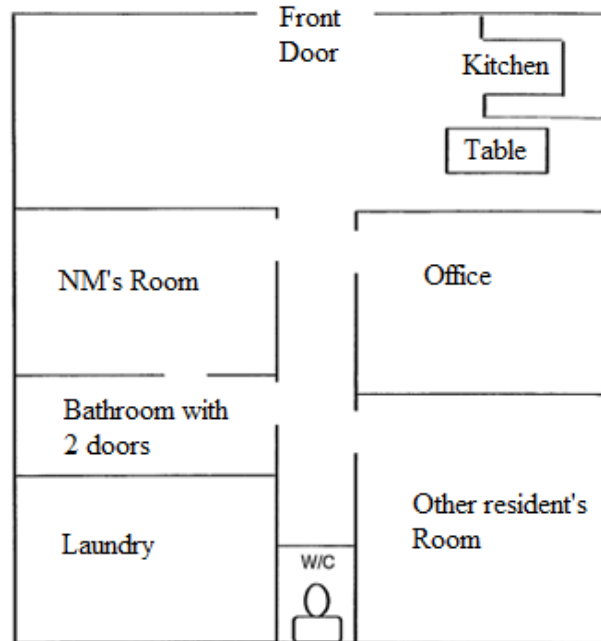 Front
Door
Kitchen
Table
NM's Room
Office
Bathroom with
2 doors
Other resident's
Room
Laundry
W/C